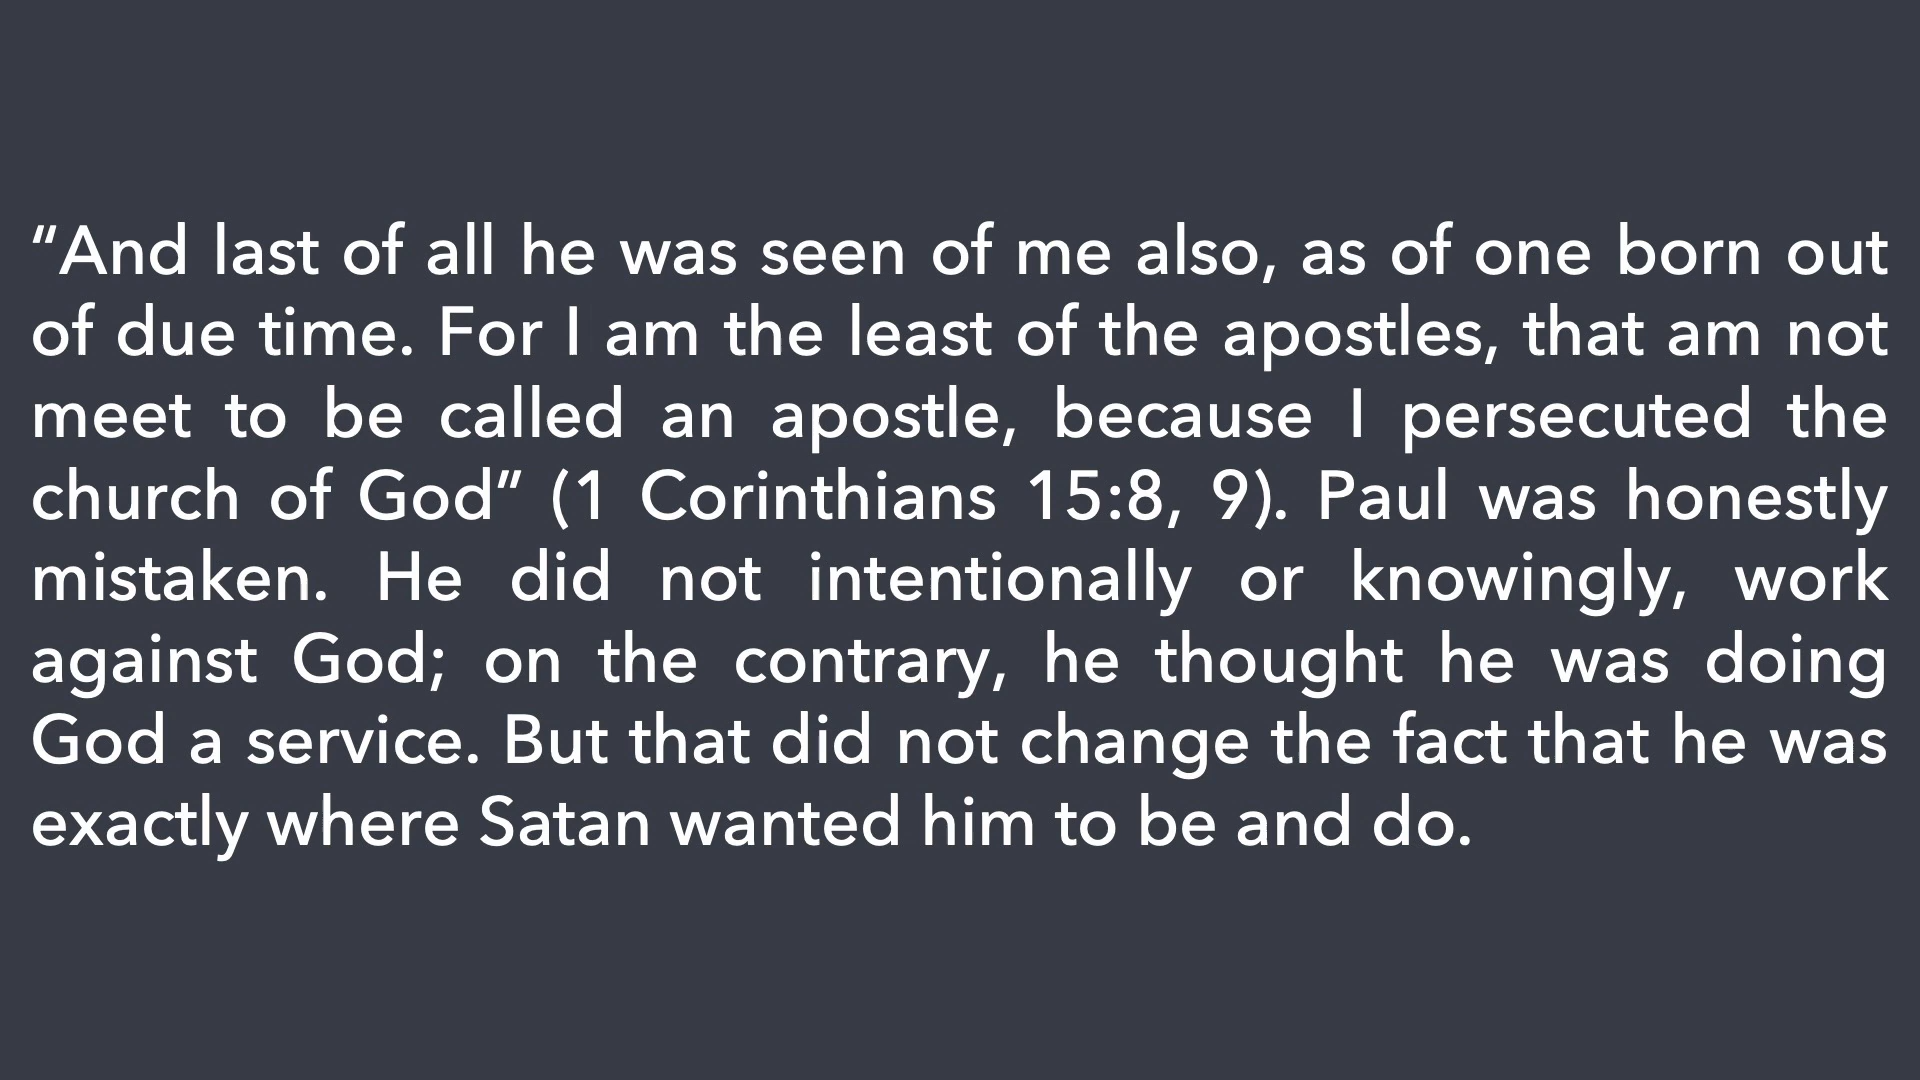 “And last of all he was seen of me also, as of one born out
of due time. For I am the least of the apostles, that am not
meet to be called an apostle, because I persecuted the
church of God” (1 Corinthians 15:8, 9). Paul was honestly
mistaken. He did not intentionally or knowingly, work
against God; on the contrary, he thought he was doing
God a service. But that did not change the fact that he was
exactly where Satan wanted him to be and do.